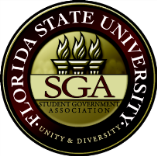 FLORIDA STATE UNIVERSITY
SGA
STUDENT GOVERNMENT
ASSOCIATION
UNITY & DIVERSITY